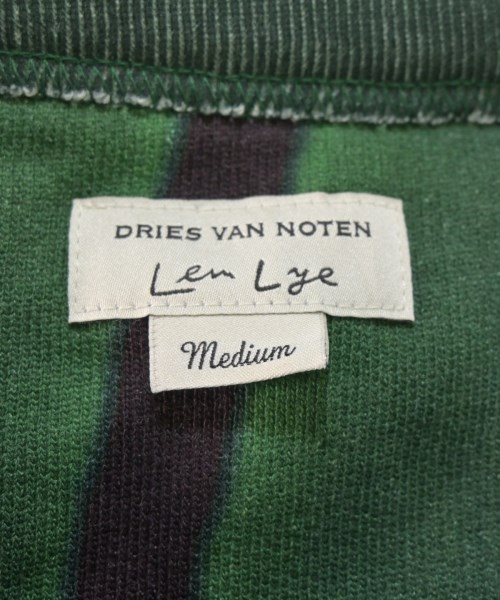 DRIES VAN NOTEN
Len Lye
Medium